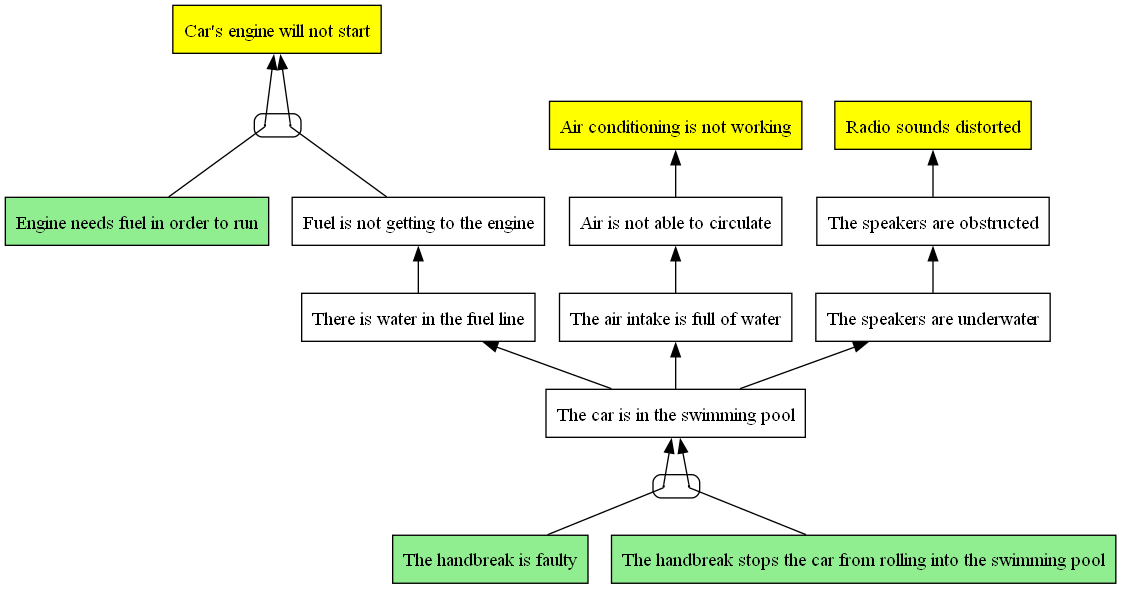 Car's engine will not start
Air conditioning is not working
Radio sounds distorted
Engine needs fuel in order to run
Fuel is not getting to the engine
Air is not able to circulate
The speakers are obstructed
There is water in the fuel line
The air intake is full of water
The speakers are underwater
The car is in the swimming pool
The handbreak is faulty
The handbreak stops the car from rolling into the swimming pool